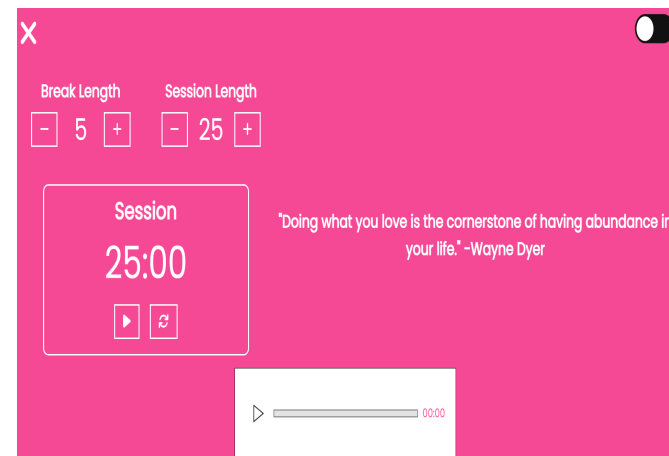 X
Break Length
Session Length
- 5 +
- 25 +
Session
25:00
"Doing what you love is the cornerstone of having abundance in
your life." -Wayne Dyer
00:00